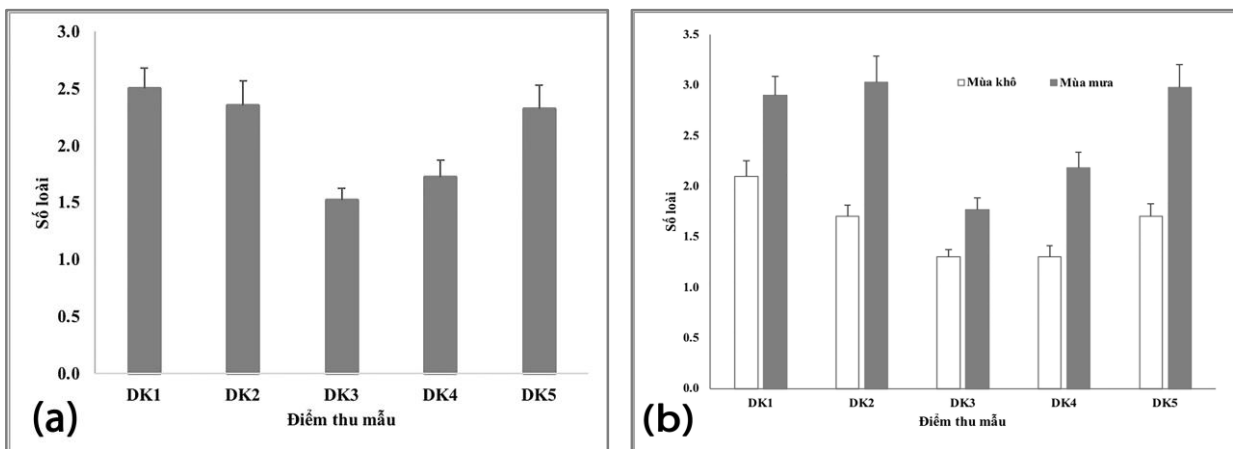 3.0
2.5
2.0
1.5
1.0
0.5
0.0
Số loài
DK1 DK2 DK3 DK4 DK5
Điểm thu mẫu
(a)
3.5
3.0
2.5
2.0
1.5
1.0
0.5
0.0
Số loài
Mùa khô Mùa mưa
DK1 DK2 DK3 DK4 DK5
Điểm thu mẫu
(b)